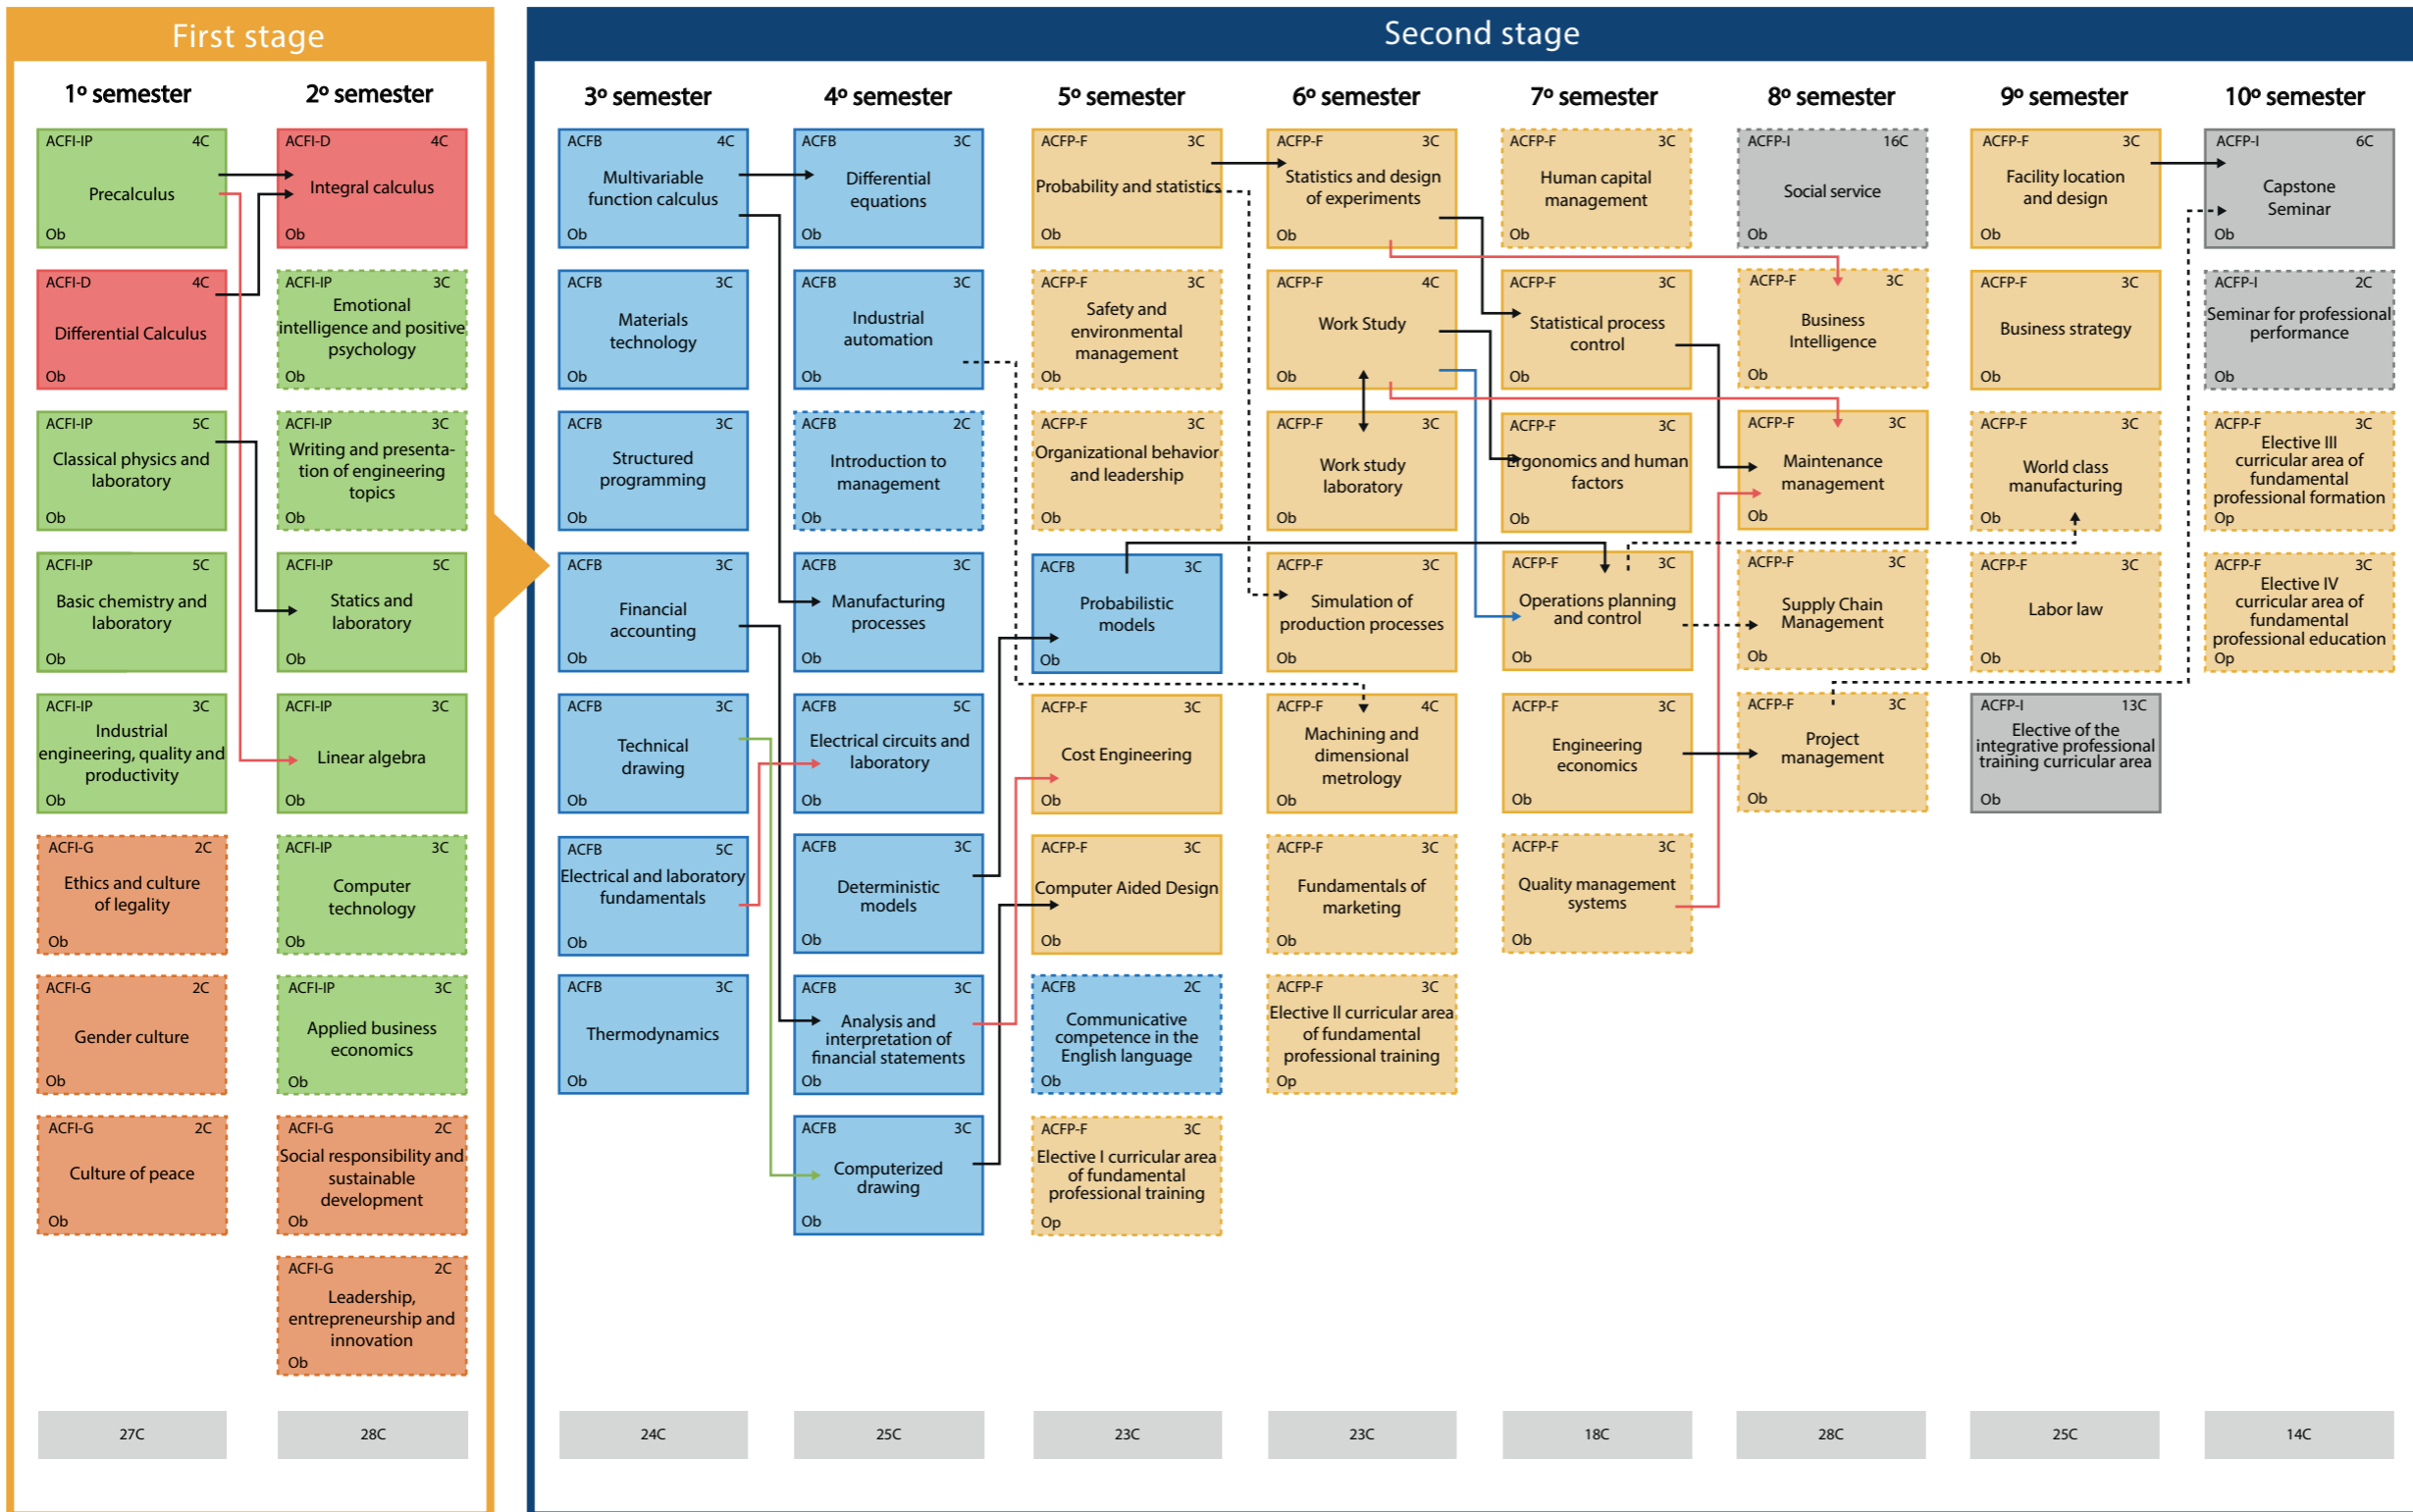 First stage
Second stage
1º semester
2º semester
3º semester
4º semester
5º semester
6º semester
7º semester
8º semester
9º semester
10º semester
ACFI-IP 4C
Precalculus
Ob
ACFI-D 4C
Differential Calculus
Ob
ACFI-IP 5C
Classical physics and
laboratory
Ob
ACFI-IP 5C
Basic chemistry and
laboratory
Ob
ACFI-IP 3C
Industrial
engineering, quality and
productivity
Ob
ACFI-G 2C
Ethics and culture
of legality
Ob
ACFI-G 2C
Gender culture
Ob
ACFI-G 2C
Culture of peace
Ob
27C
ACFI-D 4C
Integral calculus
Ob
ACFI-IP 3C
Emotional
intelligence and positive
psychology
Ob
ACFI-IP 3C
Writing and presenta-
tion of engineering
topics
Ob
ACFI-IP 5C
Statics and
laboratory
Ob
ACFI-IP 3C
Linear algebra
Ob
ACFI-IP 3C
Computer
technology
Ob
ACFI-IP 3C
Applied business
economics
Ob
ACFI-G 2C
Social responsibility and
sustainable
development
Ob
ACFI-G 2C
Leadership,
entrepreneurship and
innovation
Ob
28C
ACFB 4C
Multivariable
function calculus
Ob
ACFB 3C
Materials
technology
Ob
ACFB 3C
Structured
programming
Ob
ACFB 3C
Financial
accounting
Ob
ACFB 3C
Technical
drawing
Ob
ACFB 5C
Electrical and laboratory
fundamentals
Ob
ACFB 3C
Thermodynamics
Ob
24C
ACFB 3C
Differential
equations
Ob
ACFB 3C
Industrial
automation
Ob
ACFB 2C
Introduction to
management
Ob
ACFB 3C
Manufacturing
processes
Ob
ACFB 5C
Electrical circuits and
laboratory
Ob
ACFB 3C
Deterministic
models
Ob
ACFB 3C
Analysis and
interpretation of
financial statements
Ob
ACFB 3C
Computerized
drawing
Ob
25C
ACFP-F 3C
Probability and statistics
Ob
ACFP-F 3C
Safety and
environmental
management
Ob
ACFP-F 3C
Organizational behavior
and leadership
Ob
ACFB 3C
Probabilistic
models
Ob
ACFP-F 3C
Cost Engineering
Ob
ACFP-F 3C
Computer Aided Design
Ob
ACFB 2C
Communicative
competence in the
English language
Ob
ACFP-F 3C
Elective I curricular area
of fundamental
professional training
Op
23C
ACFP-F 3C
Statistics and design
of experiments
Ob
ACFP-F 4C
Work Study
Ob
ACFP-F 3C
Work study
laboratory
Ob
ACFP-F 3C
Simulation of
production processes
Ob
ACFP-F 4C
Machining and
dimensional
metrology
Ob
ACFP-F 3C
Fundamentals of
marketing
Ob
ACFP-F 3C
Elective II curricular area
of fundamental
professional training
Op
23C
ACFP-F 3C
Human capital
management
Ob
ACFP-F 3C
Statistical process
control
Ob
ACFP-F 3C
Ergonomics and human
factors
Ob
ACFP-F 3C
Operations planning
and control
Ob
ACFP-F 3C
Engineering
economics
Ob
ACFP-F 3C
Quality management
systems
Ob
18C
ACFP-I 16C
Social service
Ob
ACFP-F 3C
Business
Intelligence
Ob
ACFP-F 3C
Maintenance
management
Ob
ACFP-F 3C
Supply Chain
Management
Ob
ACFP-F 3C
Project
management
Ob
28C
ACFP-F 3C
Facility location
and design
Ob
ACFP-F 3C
Business strategy
Ob
ACFP-F 3C
World class
manufacturing
Ob
ACFP-F 3C
Labor law
Ob
ACFP-I 13C
Elective of the
integrative professional
training curricular area
Ob
25C
ACFP-I 6C
Capstone
Seminar
Ob
ACFP-I 2C
Seminar for professional
performance
Ob
ACFP-F 3C
Elective III
curricular area of
fundamental
professional formation
Op
ACFP-F 3C
Elective IV
curricular area of
fundamental
professional education
Op
14C